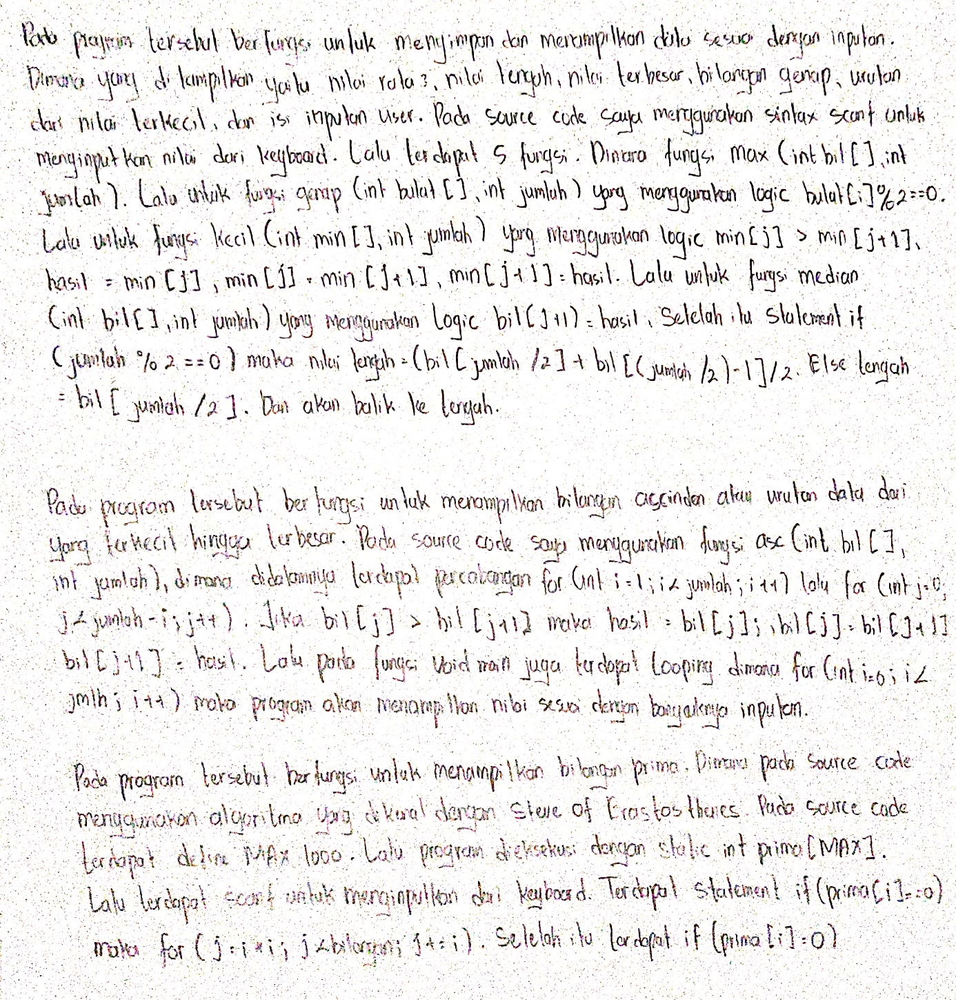 Pada program tersebut berfungsi untuk menyimpan dan menampilkan data sesuai dengan inputan.
Dimana yang di tampilkan yaitu nilai rata2, nilai tengah, nilai terbesar, bilangan genap, urutan
dari nilai terkecil, dan isi inputan user. Pada source code saya menggunakan sintax scanf untuk
menginputkan nilai dari keyboard. Lalu terdapat 5 fungsi. Dimana fungsi max (int bil [], int
jumlah). Lalu untuk fungsi genap (int bulat [], int jumlah) yang menggunakan logic bulat[i]%2==0.
Lalu untuk fungsi kecil (int min [], int jumlah) yang menggunakan logic min[j] > min [j+1],
hasil = min [j], min [j] = min [j+1], min[j+1] = hasil. Lalu untuk fungsi median
(int bil[], int jumlah) yang menggunakan logic bil(j+1) = hasil, Setelah itu statement if
(jumlah % 2 ==0) maka nilai tengah = (bil [jumlah /2] + bil [(jumlah /2)-1]/2. Else tengah
= bil [ jumlah /2 ]. Dan akan balik ke tengah.
Pada program tersebut berfungsi untuk menampilkan bilangan asscinden atau urutan data dari
yang terkecil hingga terbesar. Pada source code saya menggunakan fungsi asc (int bil [],
int jumlah), dimana didalamnya terdapat percabangan for (int i=1; i< jumlah; i++) lalu for (int j=0;
j< jumlah -i; j++). Jika bil [j] > bil [j+1] maka hasil = bil [j]; , bil [j] = bil [j+1]
bil [j+1] = hasil. Lalu pada fungsi void main juga terdapat looping dimana for (int i=0; i<
jmlh; i++) maka program akan menampilkan nilai sesuai dengan banyaknya inputan.
Pada program tersebut berfungsi untuk menampilkan bilangan prima. Dimana pada source code
menggunakan algoritma yang dikenal dengan Sieve of Erastosthenes. Pada source code
terdapat define MAX 1000. Lalu program dieksekusi dengan static int prima [MAX].
Lalu terdapat scanf untuk menginputkan dari keyboard. Terdapat statement if (prima[i]==0)
maka for (j=i*i; j<bilangan; j+=i). Setelah itu terdapat if (prima [i]=0)